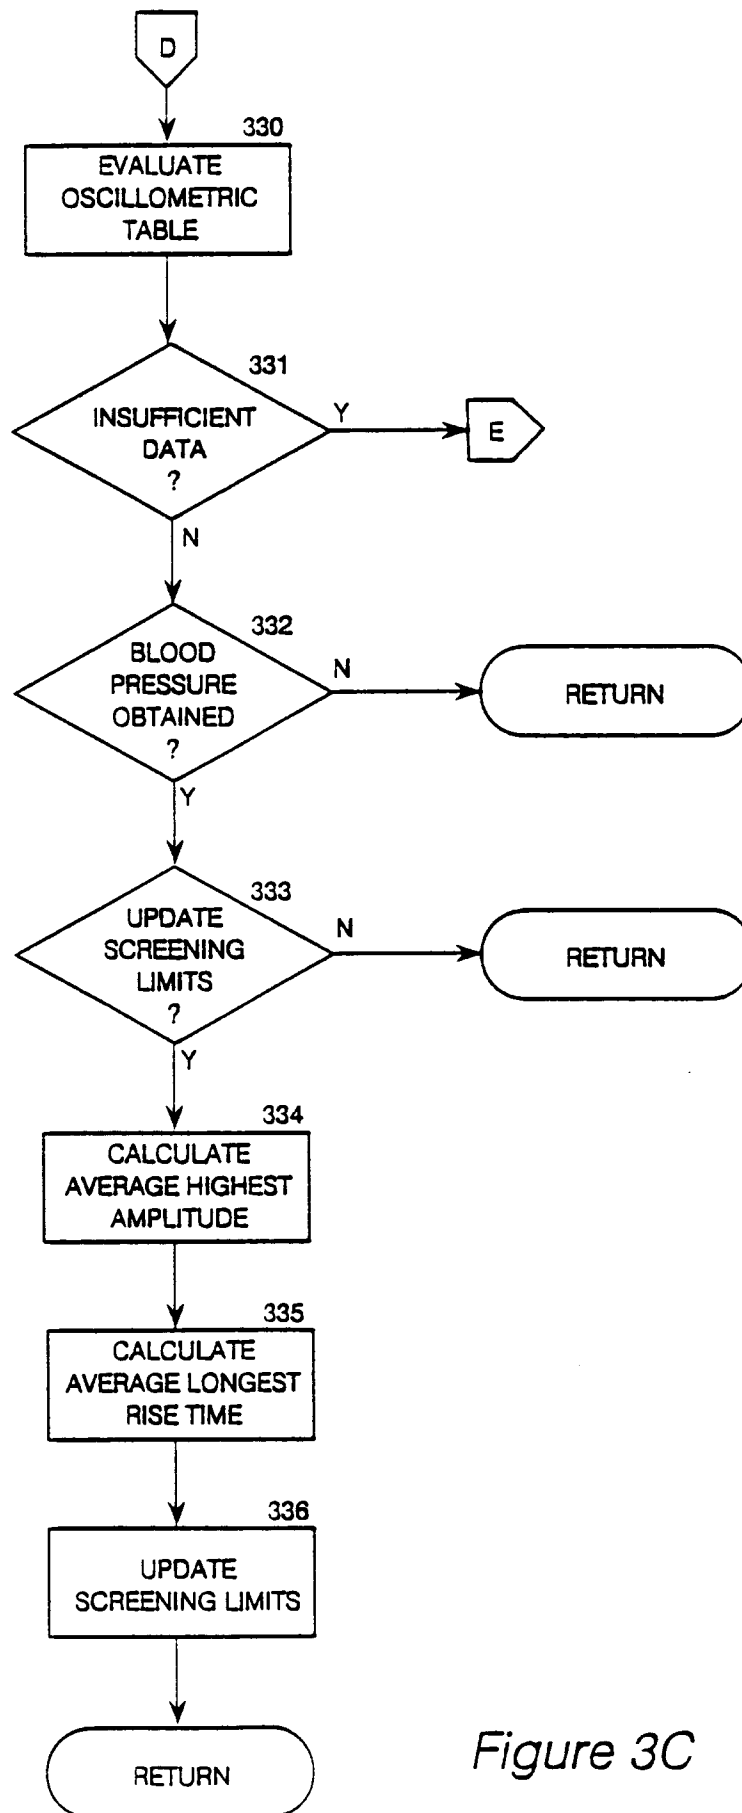 D
330
EVALUATE
OSCILLOMETRIC
TABLE
331
INSUFFICIENT
DATA
?
Y
E
N
332
BLOOD
PRESSURE
OBTAINED
?
N
RETURN
Y
333
UPDATE
SCREENING
LIMITS
?
N
RETURN
Y
334
CALCULATE
AVERAGE HIGHEST
AMPLITUDE
335
CALCULATE
AVERAGE LONGEST
RISE TIME
336
UPDATE
SCREENING LIMITS
RETURN
Figure 3C